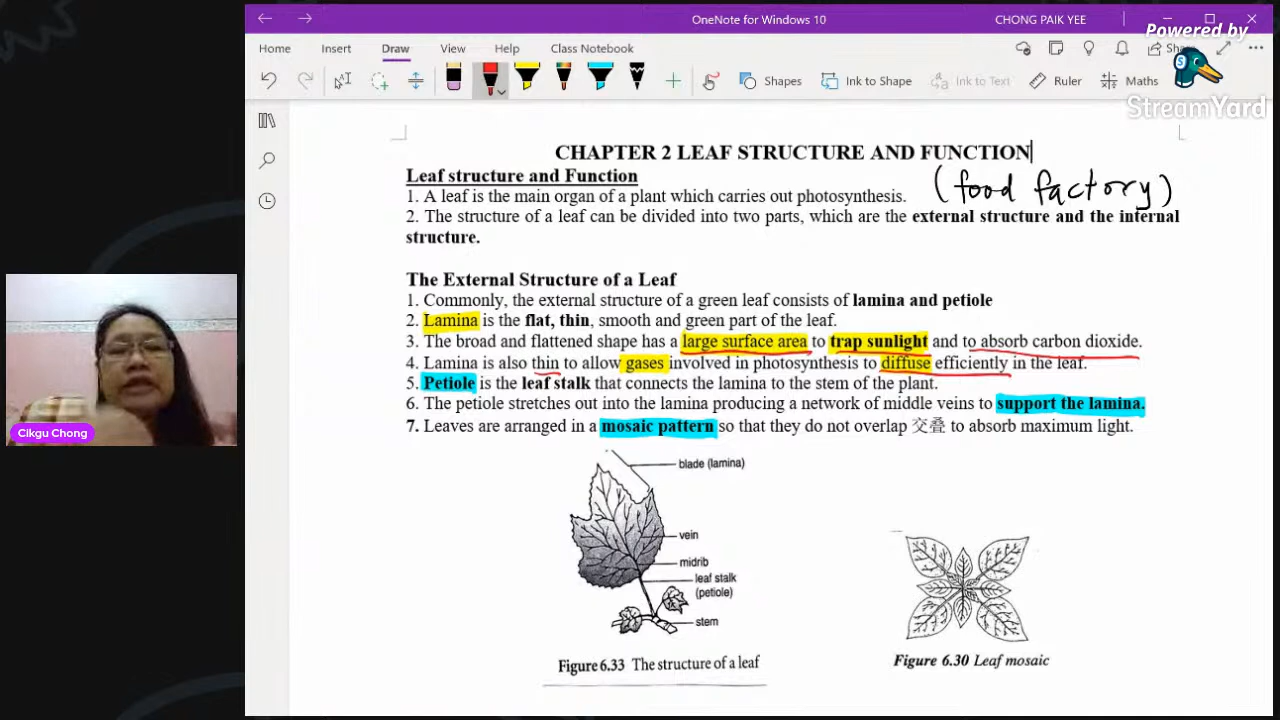 OneNote for Windows 10
CHONG PAIK YEE
Powered by
StreamYard
Home Insert Draw View Help Class Notebook
Share
Shapes Ink to Shape Ink to Text Ruler Maths
CHAPTER 2 LEAF STRUCTURE AND FUNCTION
Leaf structure and Function
(food factory)
1. A leaf is the main organ of a plant which carries out photosynthesis.
2. The structure of a leaf can be divided into two parts, which are the external structure and the internal
structure.
The External Structure of a Leaf
1. Commonly, the external structure of a green leaf consists of lamina and petiole
2. Lamina is the flat, thin, smooth and green part of the leaf.
3. The broad and flattened shape has a large surface area to trap sunlight and to absorb carbon dioxide.
4. Lamina is also thin to allow gases involved in photosynthesis to diffuse efficiently in the leaf.
5. Petiole is the leaf stalk that connects the lamina to the stem of the plant.
6. The petiole stretches out into the lamina producing a network of middle veins to support the lamina.
7. Leaves are arranged in a mosaic pattern so that they do not overlap 交叠 to absorb maximum light.
Cikgu Chong
blade (lamina)
vein
midrib
leaf stalk
(petiole)
stem
Figure 6.33 The structure of a leaf
Figure 6.30 Leaf mosaic